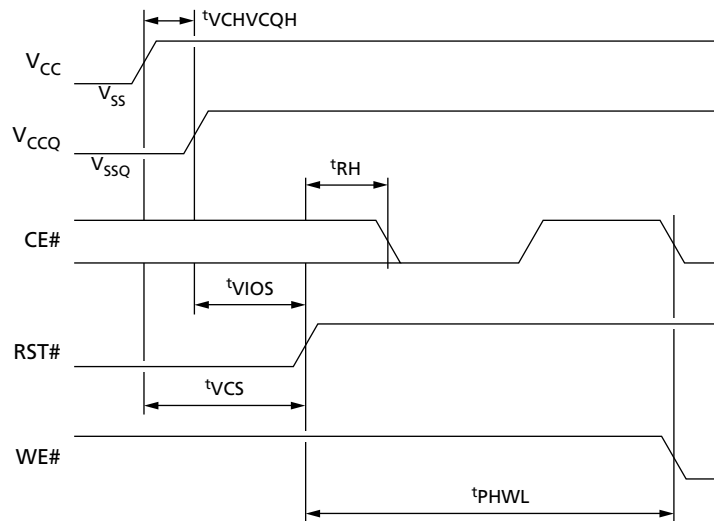 tVCHVCQH
VCC
VSS
VCCQ
VSSQ
tRH
CE#
tVIOS
RST#
tVCS
WE#
tPHWL